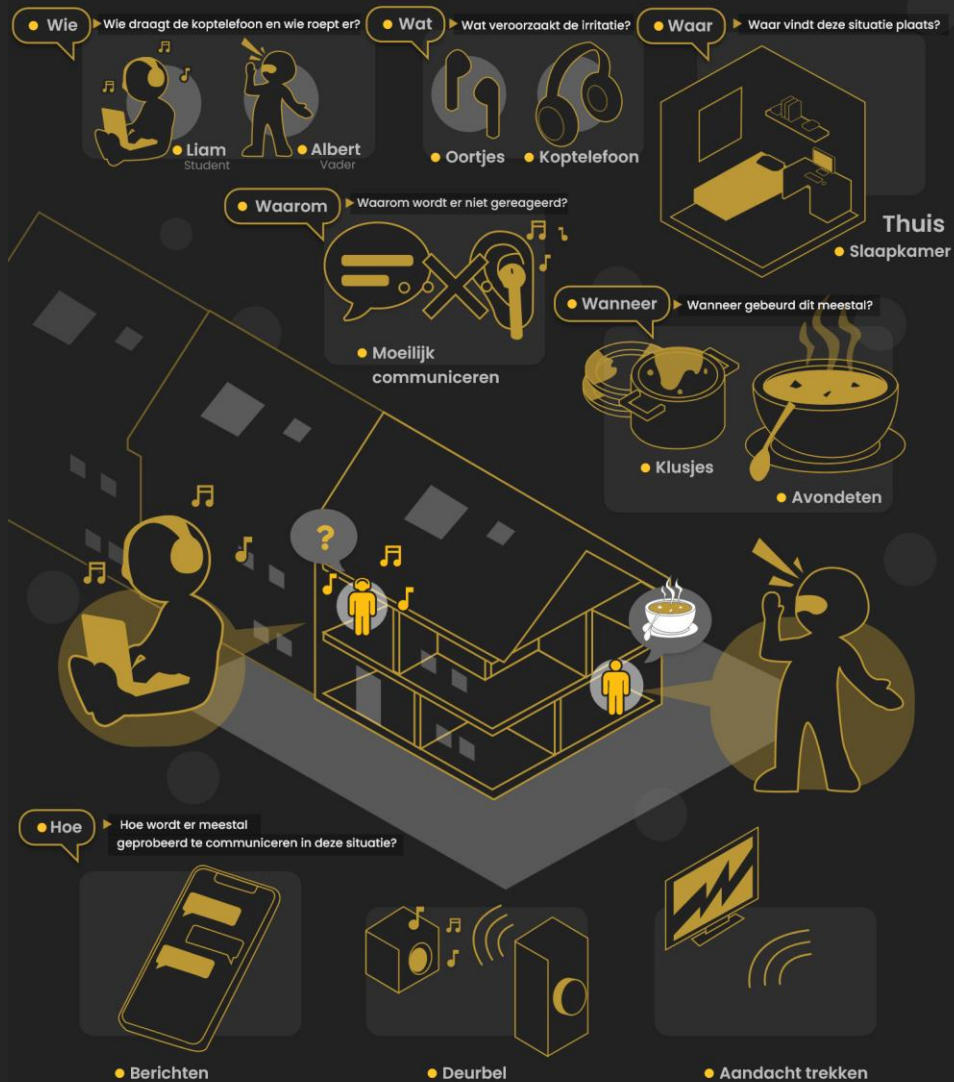 Wie
Wie draagt de koptelefoon en wie roept er?
Liam
Student
Albert
Vader
Wat
Wat veroorzaakt de irritatie?
Oortjes
Koptelefoon
Waar
Waar vindt deze situatie plaats?
Thuis
Slaapkamer
Waarom
Waarom wordt er niet gereageerd?
Moeilijk
communiceren
Wanneer
Wanneer gebeurd dit meestal?
Klusjes
Avondeten
?
Hoe
Hoe wordt er meestal
geprobeerd te communiceren in deze situatie?
Berichten
Deurbel
Aandacht trekken